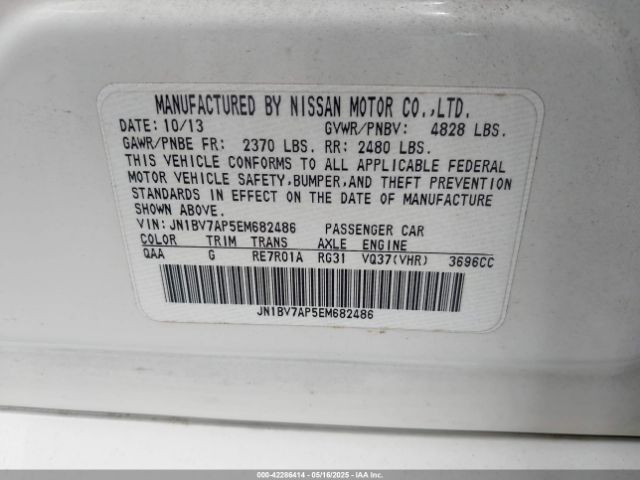 MANUFACTURED BY NISSAN MOTOR CO.,LTD.
DATE: 10/13 GVWR/PNBV: 4828 LBS.
GAWR/PNBE FR: 2370 LBS. RR: 2480 LBS.
THIS VEHICLE CONFORMS TO ALL APPLICABLE FEDERAL
MOTOR VEHICLE SAFETY,BUMPER,AND THEFT PREVENTION
STANDARDS IN EFFECT ON THE DATE OF MANUFACTURE
SHOWN ABOVE.
VIN: JN1BV7AP5EM682486 PASSENGER CAR
COLOR TRIM TRANS AXLE ENGINE
QAA G RE7R01A RG31 VQ37(VHR) 3696CC
JN1BV7AP5EM682486
000-42286414 - 05/16/2025 - IAA Inc.